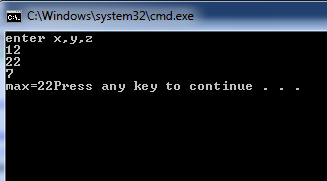 C:\Windows\system32\cmd.exe
enter x,y,z
12
22
7
max=22Press any key to continue . . .